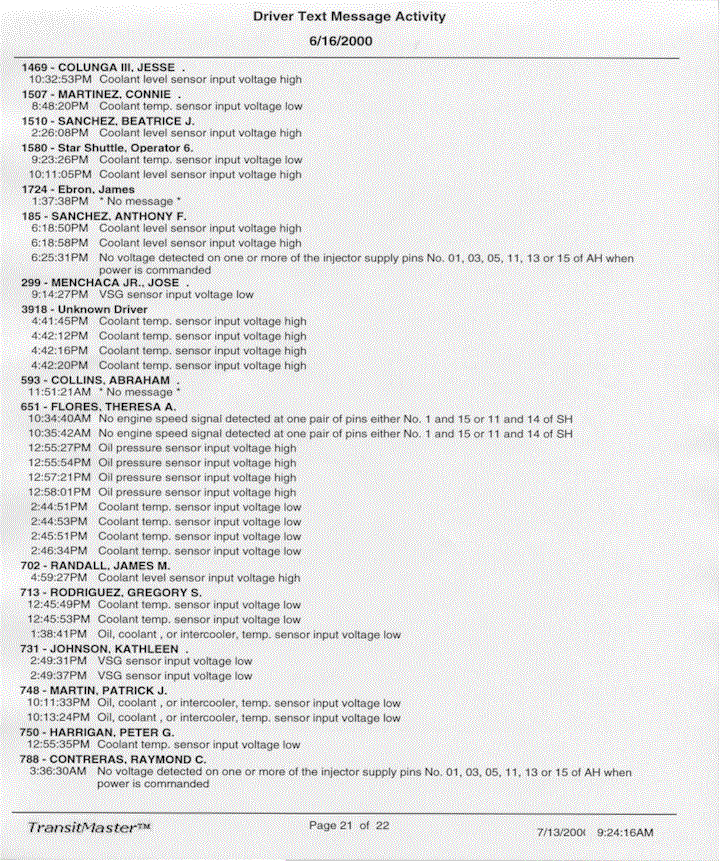 Driver Text Message Activity
6/16/2000
1469 - COLUNGA III, JESSE .
10:32:53PM Coolant level sensor input voltage high
1507 - MARTINEZ, CONNIE .
8:48:20PM Coolant temp. sensor input voltage low
1510 - SANCHEZ, BEATRICE J.
2:26:08PM Coolant level sensor input voltage high
1580 - Star Shuttle, Operator 6.
9:23:26PM Coolant temp. sensor input voltage low
10:11:05PM Coolant level sensor input voltage high
1724 - Ebron, James
1:37:38PM * No message *
185 - SANCHEZ, ANTHONY F.
6:18:50PM Coolant level sensor input voltage high
6:18:58PM Coolant level sensor input voltage high
6:25:31PM No voltage detected on one or more of the injector supply pins No. 01, 03, 05, 11, 13 or 15 of AH when
power is commanded
299 - MENCHACA JR., JOSE .
9:14:27PM VSG sensor input voltage low
3918 - Unknown Driver
4:41:45PM Coolant temp. sensor input voltage high
4:42:12PM Coolant temp. sensor input voltage high
4:42:16PM Coolant temp. sensor input voltage high
4:42:20PM Coolant temp. sensor input voltage high
593 - COLLINS, ABRAHAM .
11:51:21AM * No message *
651 - FLORES, THERESA A.
10:34:40AM No engine speed signal detected at one pair of pins either No. 1 and 15 or 11 and 14 of SH
10:35:42AM No engine speed signal detected at one pair of pins either No. 1 and 15 or 11 and 14 of SH
12:55:27PM Oil pressure sensor input voltage high
12:55:54PM Oil pressure sensor input voltage high
12:57:21PM Oil pressure sensor input voltage high
12:58:01PM Oil pressure sensor input voltage high
2:44:51PM Coolant temp. sensor input voltage low
2:44:53PM Coolant temp. sensor input voltage low
2:45:51PM Coolant temp. sensor input voltage low
2:46:34PM Coolant temp. sensor input voltage low
702 - RANDALL, JAMES M.
4:59:27PM Coolant level sensor input voltage high
713 - RODRIGUEZ, GREGORY S.
12:45:49PM Coolant temp. sensor input voltage low
12:45:53PM Coolant temp. sensor input voltage low
1:38:41PM Oil, coolant , or intercooler, temp. sensor input voltage low
731 - JOHNSON, KATHLEEN .
2:49:31PM VSG sensor input voltage low
2:49:37PM VSG sensor input voltage low
748 - MARTIN, PATRICK J.
10:11:33PM Oil, coolant , or intercooler, temp. sensor input voltage low
10:13:24PM Oil, coolant , or intercooler, temp. sensor input voltage low
750 - HARRIGAN, PETER G.
12:55:35PM Coolant temp. sensor input voltage low
788 - CONTRERAS, RAYMOND C.
3:36:30AM No voltage detected on one or more of the injector supply pins No. 01, 03, 05, 11, 13 or 15 of AH when
power is commanded
TransitMaster™ Page 21 of 22 7/13/200( 9:24:16AM